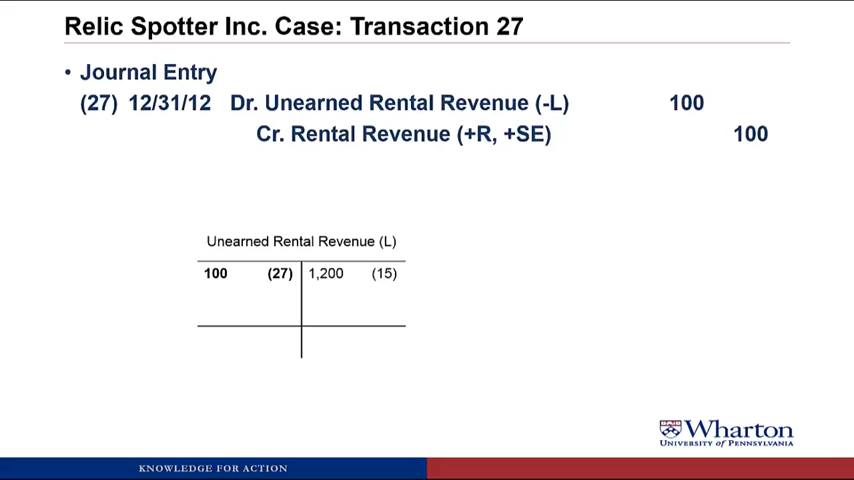 Relic Spotter Inc. Case: Transaction 27
• Journal Entry
(27) 12/31/12 Dr. Unearned Rental Revenue (-L) 100
Cr. Rental Revenue (+R, +SE) 100
Unearned Rental Revenue (L)
100 (27) 1,200 (15)
Wharton
UNIVERSITY of PENNSYLVANIA
KNOWLEDGE FOR ACTION